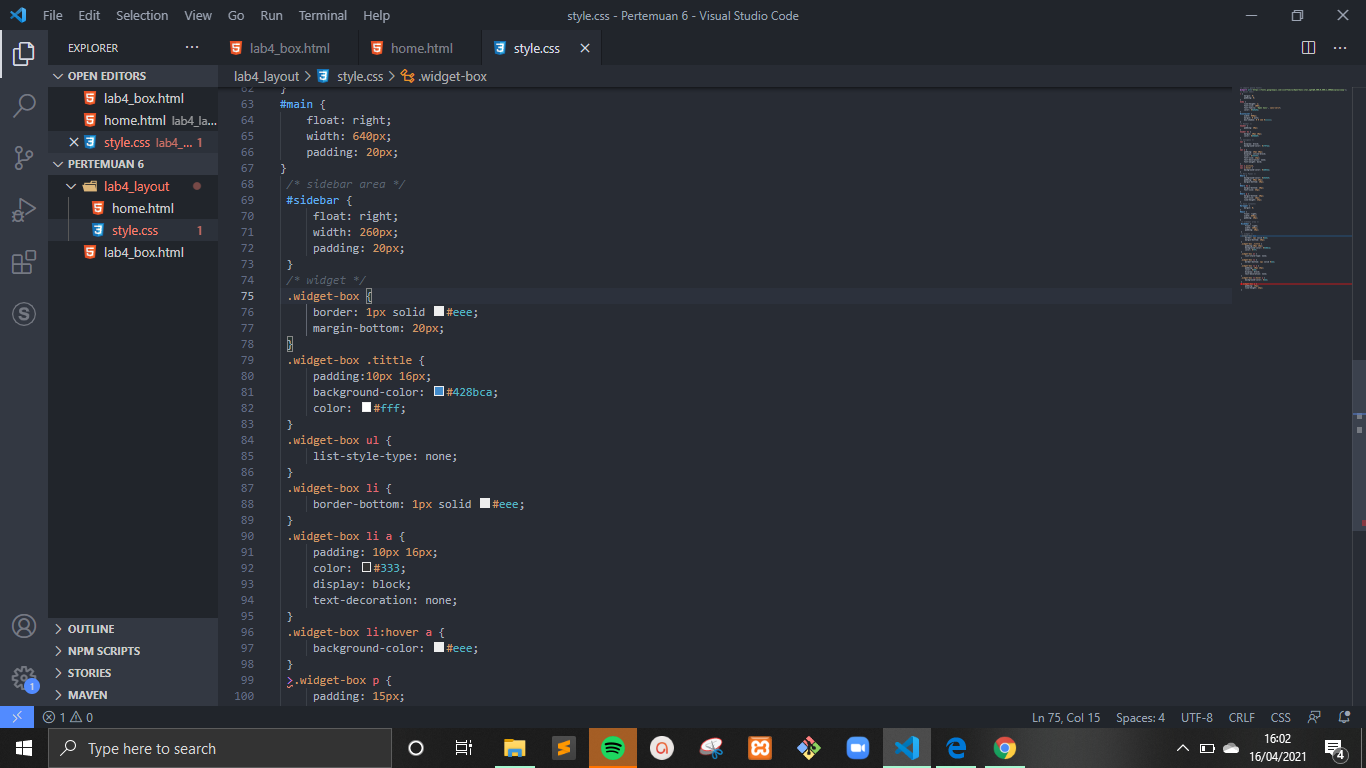 File Edit Selection View Go Run Terminal Help
style.css - Pertemuan 6 - Visual Studio Code
EXPLORER
OPEN EDITORS
lab4_box.html
home.html lab4_la...
style.css lab4_... 1
PERTEMUAN 6
lab4_layout
home.html
style.css 1
lab4_box.html
OUTLINE
NPM SCRIPTS
STORIES
MAVEN
1
lab4_box.html home.html style.css
lab4_layout > style.css > .widget-box
62 }
63 #main {
64 float: right;
65 width: 640px;
66 padding: 20px;
67 }
68 /* sidebar area */
69 #sidebar {
70 float: right;
71 width: 260px;
72 padding: 20px;
73 }
74 /* widget */
75 .widget-box {
76 border: 1px solid #eee;
77 margin-bottom: 20px;
78 }
79 .widget-box .tittle {
80 padding:10px 16px;
81 background-color: #428bca;
82 color: #fff;
83 }
84 .widget-box ul {
85 list-style-type: none;
86 }
87 .widget-box li {
88 border-bottom: 1px solid #eee;
89 }
90 .widget-box li a {
91 padding: 10px 16px;
92 color: #333;
93 display: block;
94 text-decoration: none;
95 }
96 .widget-box li:hover a {
97 background-color: #eee;
98 }
99 >.widget-box p {
100 padding: 15px;
1 0
Ln 75, Col 15 Spaces: 4 UTF-8 CRLF CSS
Type here to search
16:02
16/04/2021
4